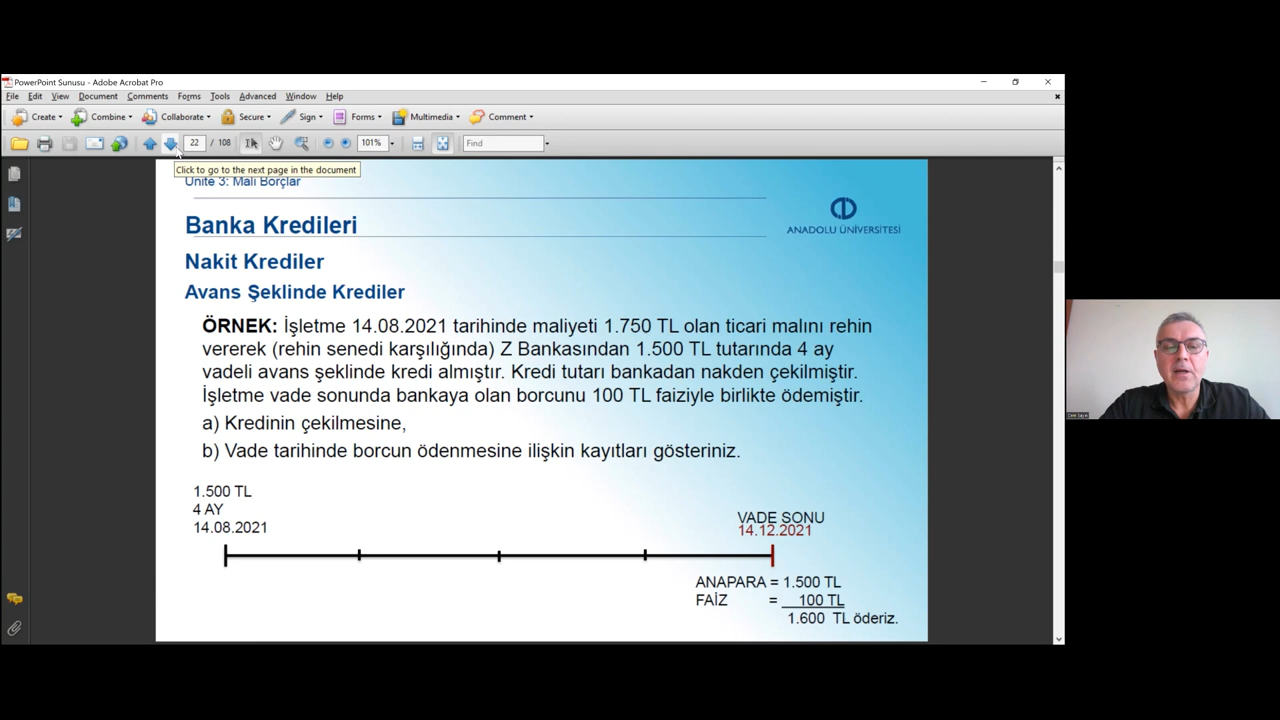 PowerPoint Sunusu - Adobe Acrobat Pro
File Edit View Document Comments Forms Tools Advanced Window Help
Create Combine Collaborate Secure Sign Forms Multimedia Comment
22 / 108 101% Find
Click to go to the next page in the document
Ünite 3: Mali Borçlar
Banka Kredileri
ANADOLU ÜNİVERSİTESİ
Nakit Krediler
Avans Şeklinde Krediler
ÖRNEK: İşletme 14.08.2021 tarihinde maliyeti 1.750 TL olan ticari malını rehin
vererek (rehin senedi karşılığında) Z Bankasından 1.500 TL tutarında 4 ay
vadeli avans şeklinde kredi almıştır. Kredi tutarı bankadan nakden çekilmiştir.
İşletme vade sonunda bankaya olan borcunu 100 TL faiziyle birlikte ödemiştir.
a) Kredinin çekilmesine,
b) Vade tarihinde borcun ödenmesine ilişkin kayıtları gösteriniz.
1.500 TL
4 AY
14.08.2021
VADE SONU
14.12.2021
ANAPARA = 1.500 TL
FAİZ = 100 TL
1.600 TL öderiz.